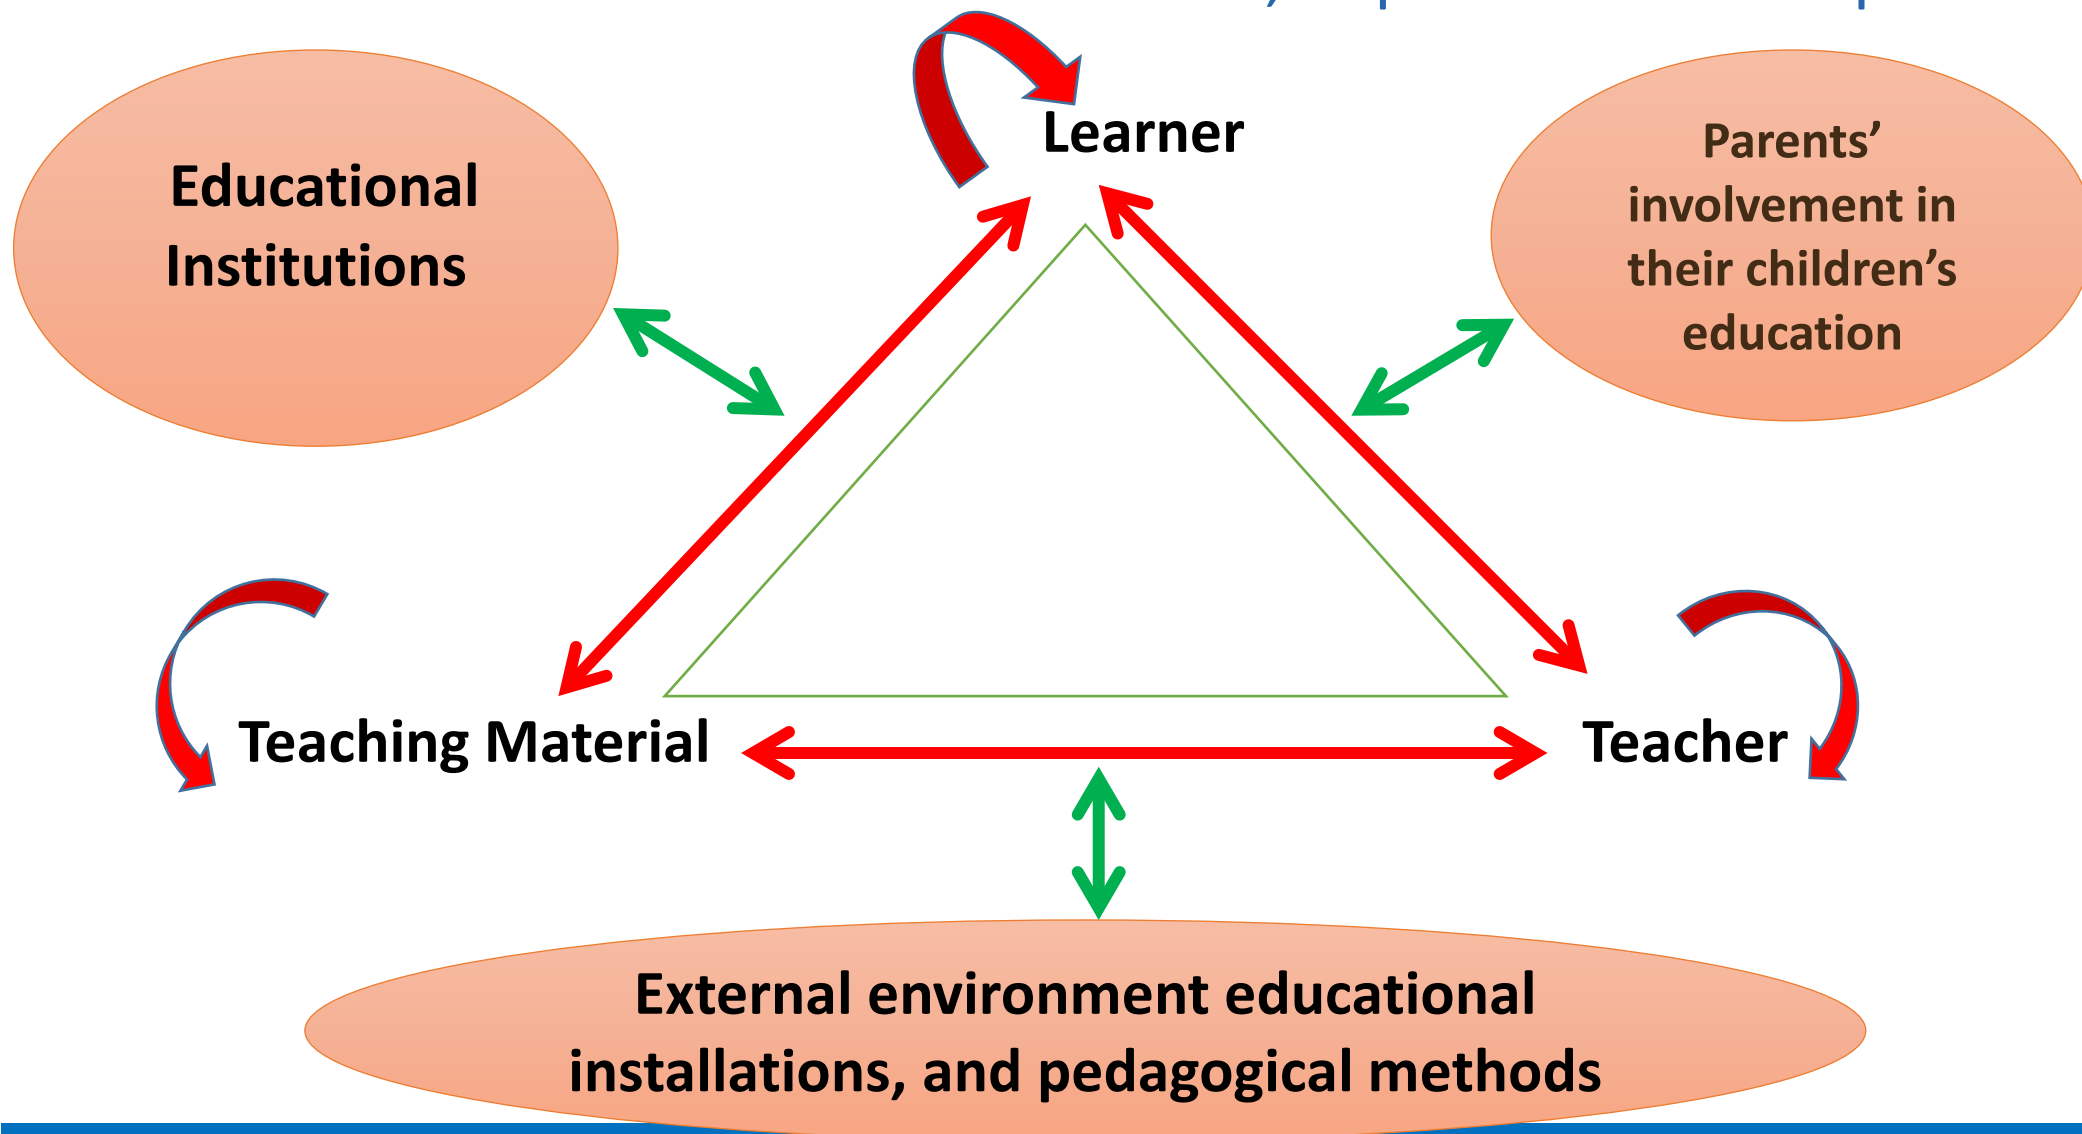 Learner
Educational
Institutions
Parents’
involvement in
their children’s
education
Teaching Material
Teacher
External environment educational
installations, and pedagogical methods